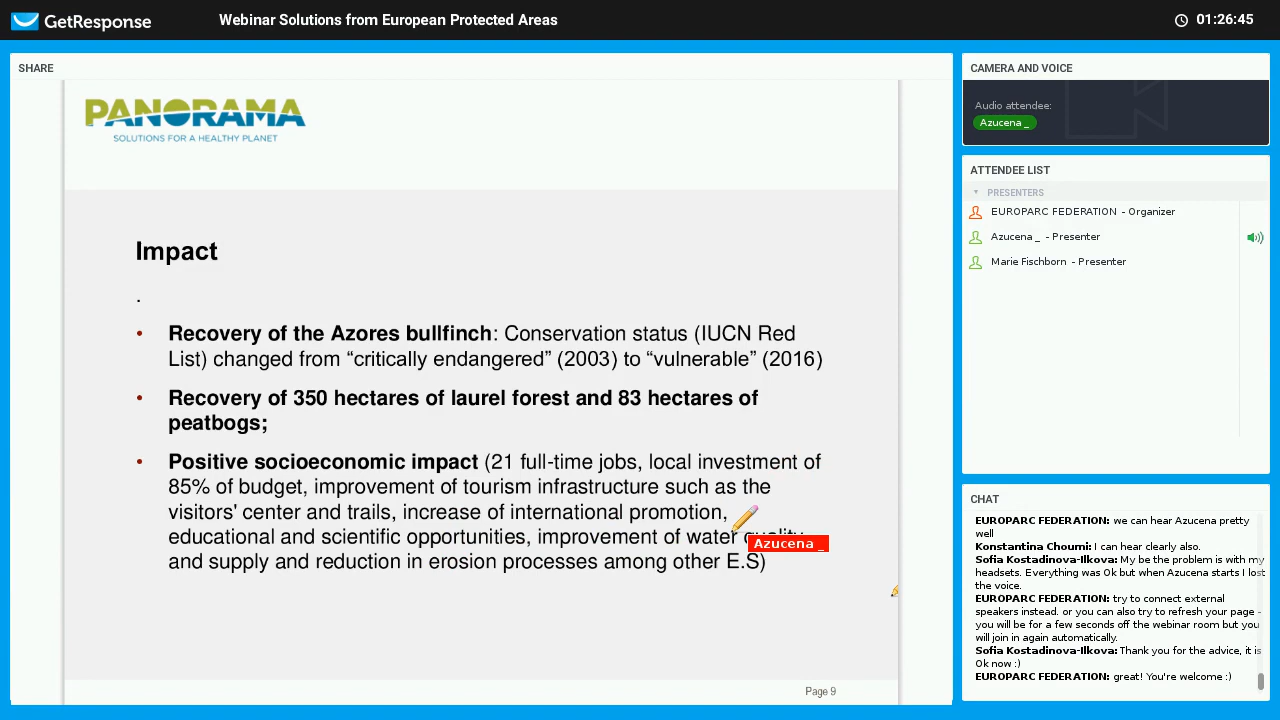 GetResponse
Webinar Solutions from European Protected Areas
01:26:45
SHARE
PANORAMA
SOLUTIONS FOR A HEALTHY PLANET
Impact
.
• Recovery of the Azores bullfinch: Conservation status (IUCN Red
List) changed from “critically endangered” (2003) to “vulnerable” (2016)
• Recovery of 350 hectares of laurel forest and 83 hectares of
peatbogs;
• Positive socioeconomic impact (21 full-time jobs, local investment of
85% of budget, improvement of tourism infrastructure such as the
visitors' center and trails, increase of international promotion,
educational and scientific opportunities, improvement of water quality
Azucena _
and supply and reduction in erosion processes among other E.S)
Page 9
CAMERA AND VOICE
Audio attendee:
Azucena _
ATTENDEE LIST
PRESENTERS
EUROPARC FEDERATION - Organizer
Azucena _ - Presenter
Marie Fischborn - Presenter
CHAT
EUROPARC FEDERATION: we can hear Azucena pretty
well
Konstantina Choumi: I can hear clearly also.
Sofia Kostadinova-Ilkova: My be the problem is with my
headsets. Everything was Ok but when Azucena starts I lost
the voice.
EUROPARC FEDERATION: try to connect external
speakers instead. or you can also try to refresh your page -
you will be for a few seconds off the webinar room but you
will join in again automatically.
Sofia Kostadinova-Ilkova: Thank you for the advice, it is
Ok now :)
EUROPARC FEDERATION: great! You're welcome :)